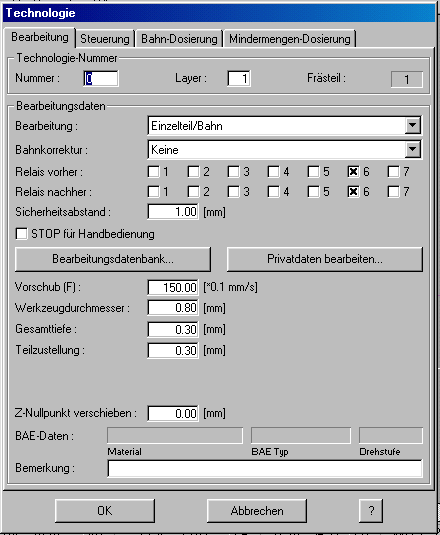 Technologie
Bearbeitung Steuerung Bahn-Dosierung Mindermengen-Dosierung
Technologie-Nummer
Nummer : 0 Layer : 1 Frästeil : 1
Bearbeitungsdaten
Bearbeitung : Einzelteil/Bahn
Bahnkorrektur : Keine
Relais vorher : 1 2 3 4 5 6 7
Relais nachher : 1 2 3 4 5 6 7
Sicherheitsabstand : 1.00 [mm]
STOP für Handbedienung
Bearbeitungsdatenbank... Privatdaten bearbeiten...
Vorschub (F) : 150.00 [*0.1 mm/s]
Werkzeugdurchmesser : 0.80 [mm]
Gesamttiefe : 0.30 [mm]
Teilzustellung : 0.30 [mm]
Z-Nullpunkt verschieben : 0.00 [mm]
BAE-Daten :
Material BAE Typ Drehstufe
Bemerkung :
OK Abbrechen ?